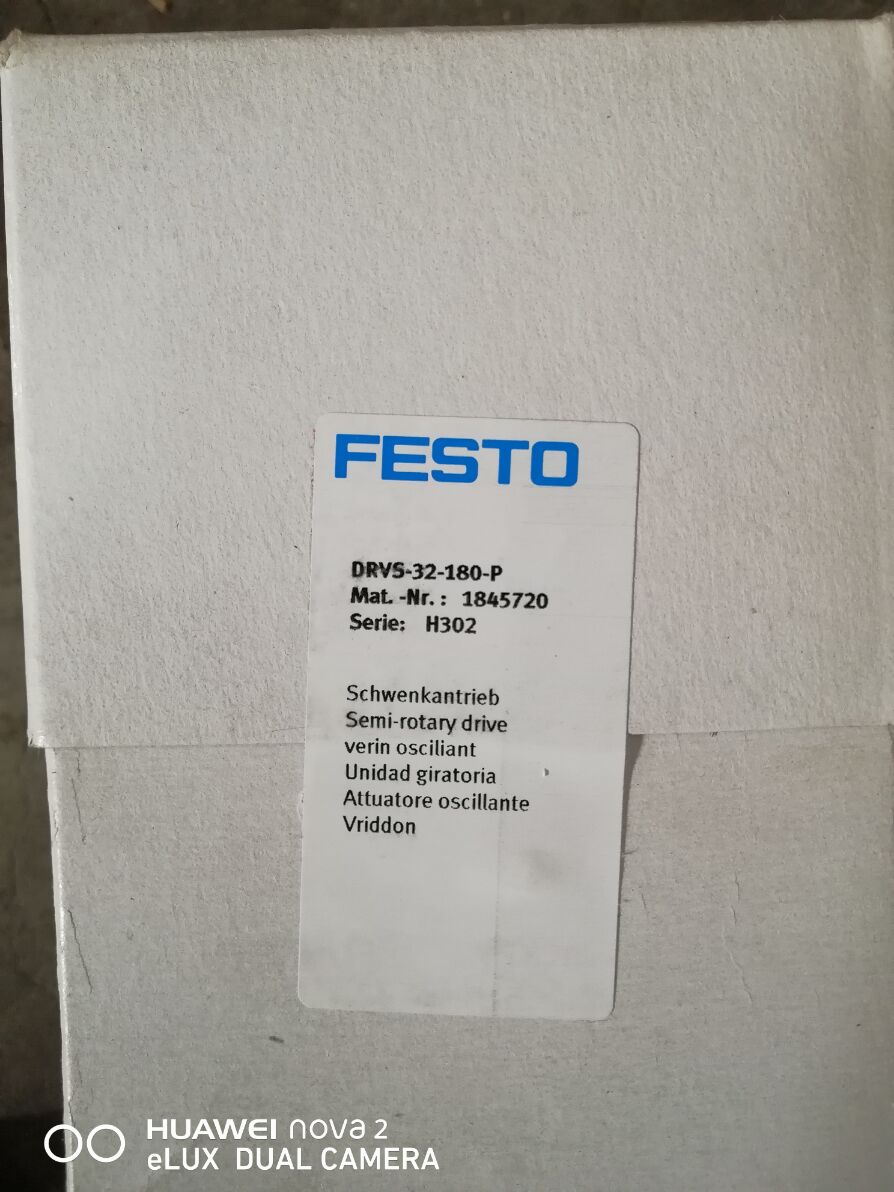 FESTO
DRVS-32-180-P
Mat. -Nr. : 1845720
Serie: H302
Schwenkantrieb
Semi-rotary drive
verin osciliant
Unidad giratoria
Attuatore oscillante
Vriddon
HUAWEI nova 2
eLUX DUAL CAMERA